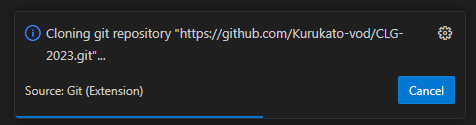 Cloning git repository "https://github.com/Kurukato-vod/CLG-
2023.git"...
Source: Git (Extension)
Cancel